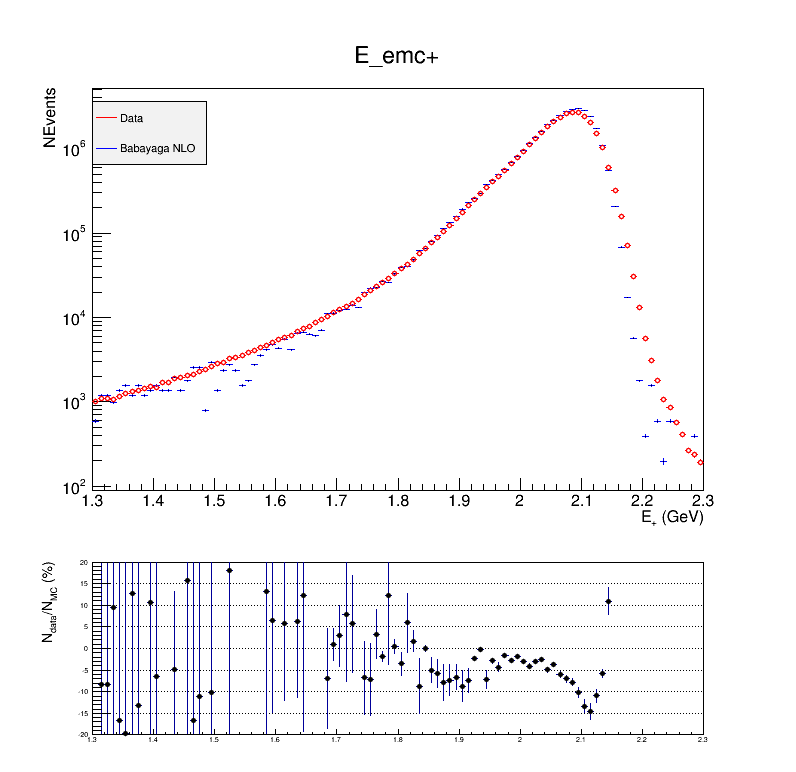 E_emc+
NEvents
Data
Babayaga NLO
10^6
10^5
10^4
10^3
10^2
1.3 1.4 1.5 1.6 1.7 1.8 1.9 2 2.1 2.2 2.3
E_+ (GeV)
N_data/N_MC (%)
20
15
10
5
0
-5
-10
-15
-20
1.3 1.4 1.5 1.6 1.7 1.8 1.9 2 2.1 2.2 2.3